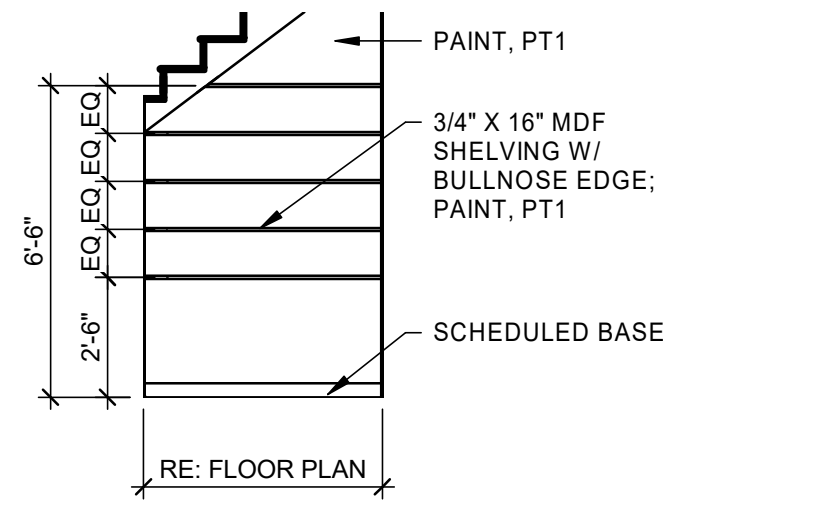 PAINT, PT1
3/4" X 16" MDF
SHELVING W/
BULLNOSE EDGE;
PAINT, PT1
SCHEDULED BASE
6'-6"
EQ
EQ
EQ
EQ
2'-6"
RE: FLOOR PLAN